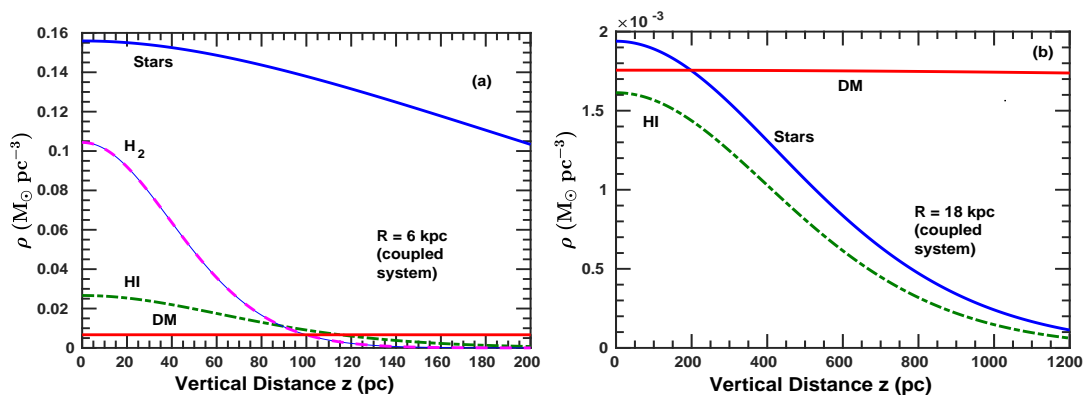 0.16
0.14
0.12
0.1
0.08
0.06
0.04
0.02
0
ρ (M⊙ pc⁻³)
Stars
(a)
H₂
R = 6 kpc
(coupled
system)
HI
DM
0 20 40 60 80 100 120 140 160 180 200
Vertical Distance z (pc)
×10⁻³
2
1.5
1
0.5
0
ρ (M⊙ pc⁻³)
(b)
DM
HI
Stars
R = 18 kpc
(coupled
system)
0 200 400 600 800 1000 1200
Vertical Distance z (pc)